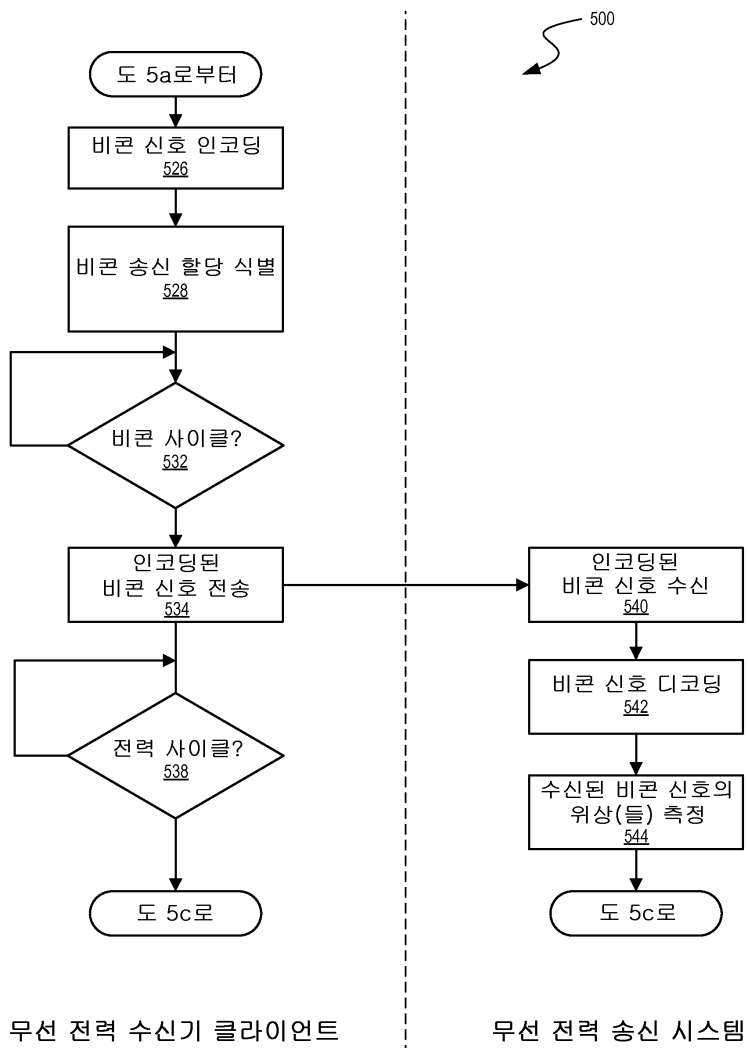 500
도 5a로부터
비콘 신호 인코딩
526
비콘 송신 할당 식별
528
비콘 사이클?
532
인코딩된
비콘 신호 전송
534
전력 사이클?
538
도 5c로
인코딩된
비콘 신호 수신
540
비콘 신호 디코딩
542
수신된 비콘 신호의
위상(들) 측정
544
도 5c로
무선 전력 수신기 클라이언트
무선 전력 송신 시스템